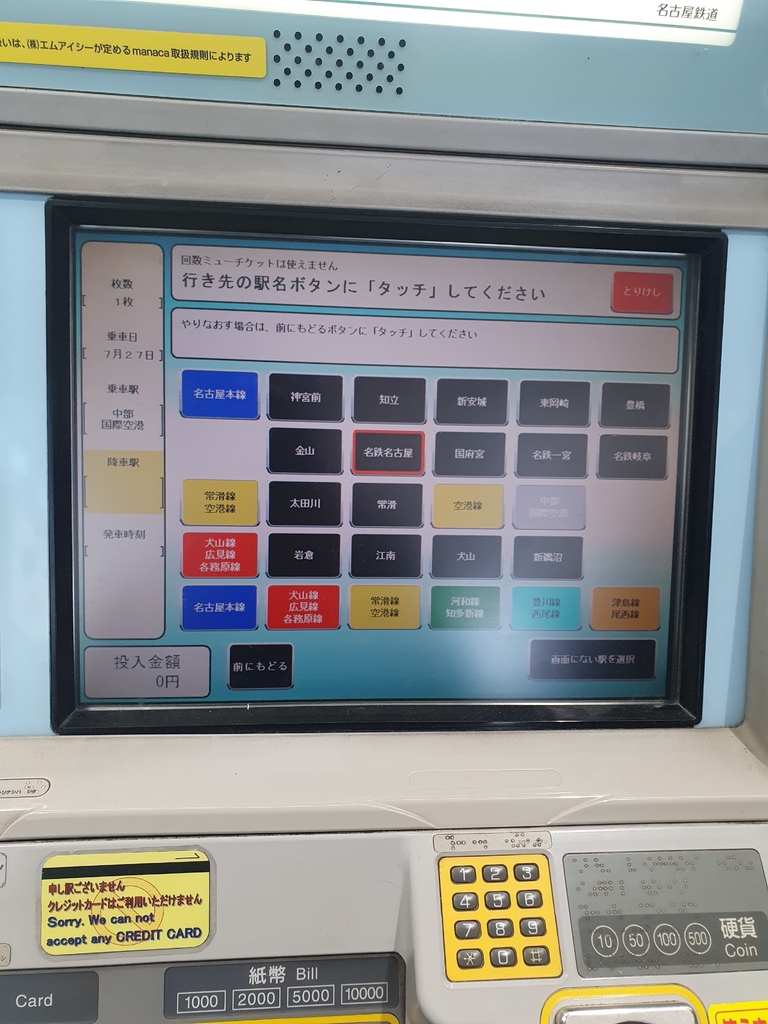 名古屋鉄道
扱いは、(株)エムアイシーが定めるmanaca取扱規則によります
回数ミューチケットは使えません
行き先の駅名ボタンに「タッチ」してください
とりけし
やりなおす場合は、前にもどるボタンに「タッチ」してください
枚数
[ 1枚 ]
乗車日
[ 7月27日 ]
乗車駅
[ 中部
国際空港 ]
降車駅
[ ]
発車時刻
[ ]
名古屋本線 神宮前 知立 新安城 東岡崎 豊橋
金山 名鉄名古屋 国府宮 名鉄一宮 名鉄岐阜
常滑線
空港線 太田川 常滑 空港線 中部
国際空港
犬山線
広見線
各務原線 岩倉 江南 犬山 新鵜沼
名古屋本線 犬山線
広見線
各務原線 常滑線
空港線 河和線
知多新線 豊川線
西尾線 津島線
尾西線
投入金額
0円
前にもどる
画面にない駅を選択
申し訳ございません
クレジットカードはご利用いただけません
Sorry. We can not
accept any CREDIT CARD
1 2 3
4 5 6
7 8 9
* 0 #
10 50 100 500
硬貨
Coin
Card
紙幣 Bill
1000 2000 5000 10000